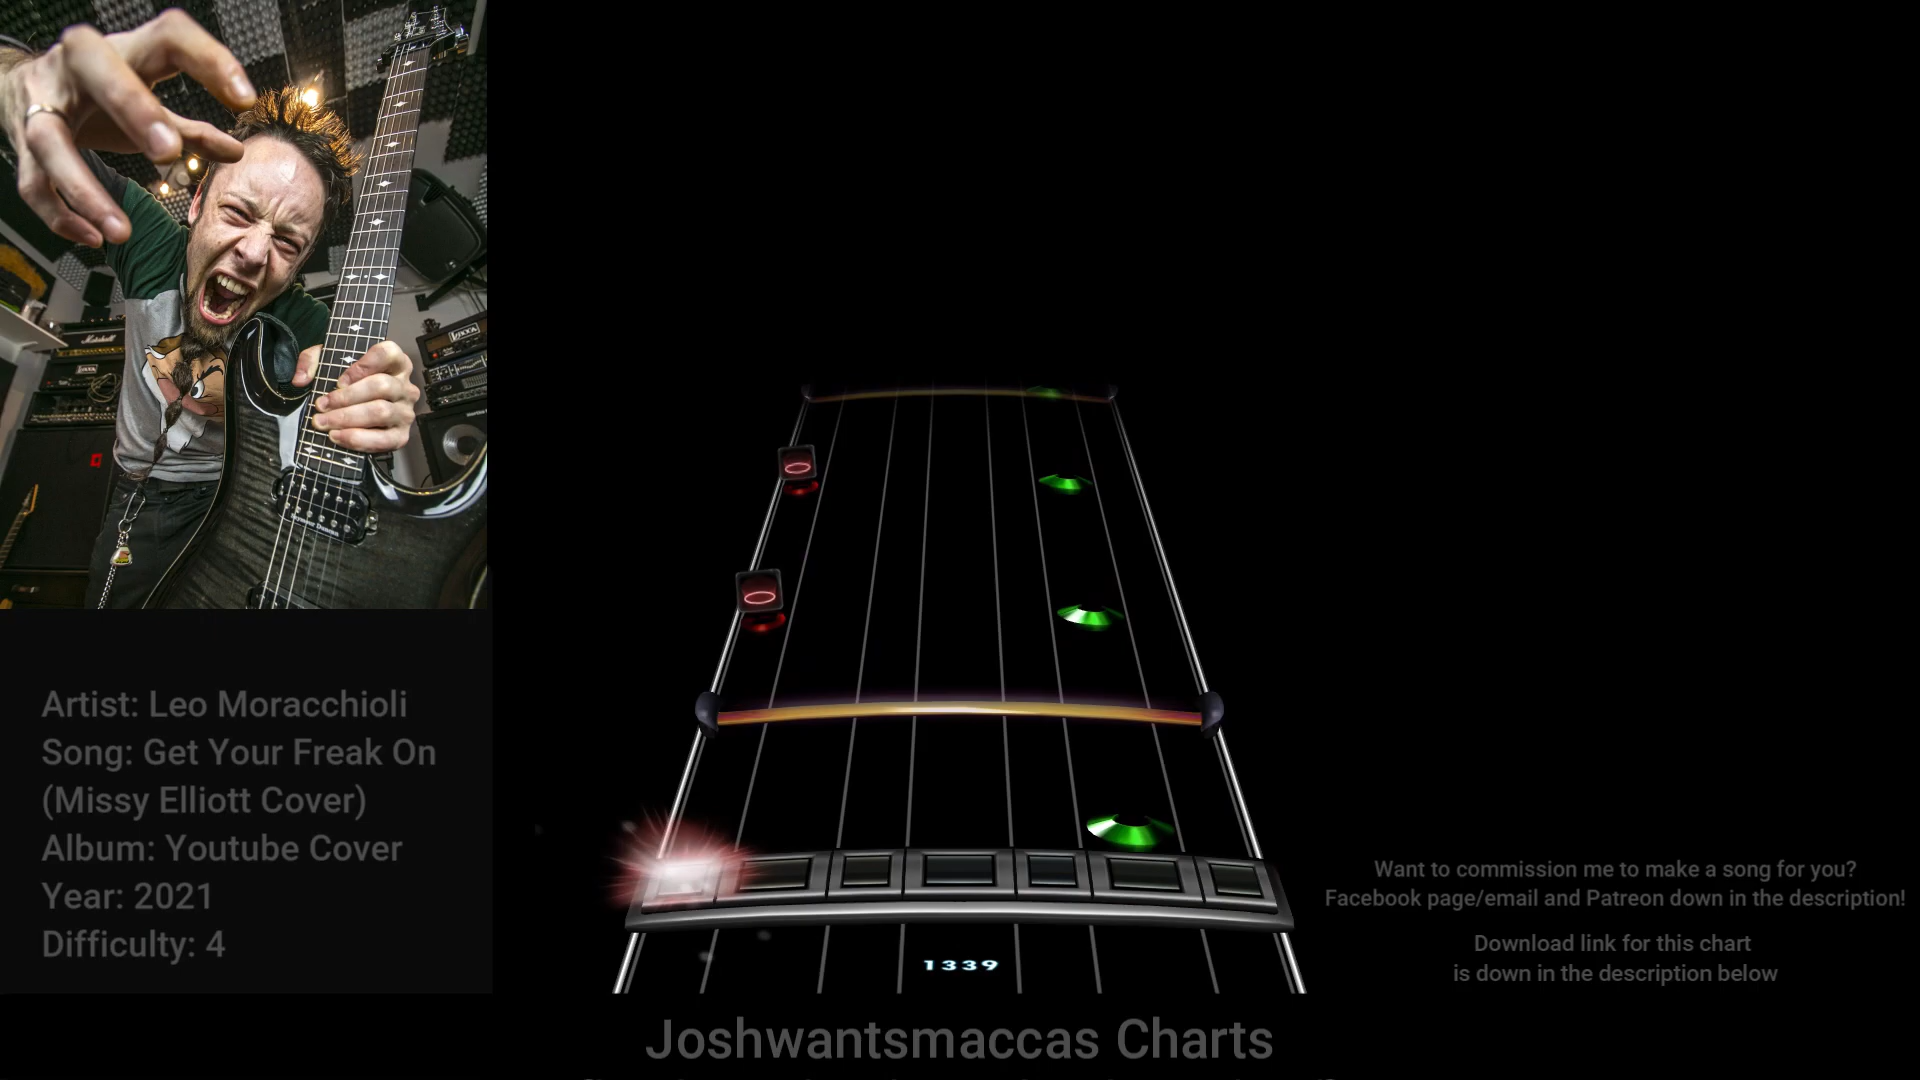 Marshall
Artist: Leo Moracchioli
Song: Get Your Freak On
(Missy Elliott Cover)
Album: Youtube Cover
Year: 2021
Difficulty: 4
1339
Want to commission me to make a song for you?
Facebook page/email and Patreon down in the description!
Download link for this chart
is down in the description below
Joshwantsmaccas Charts